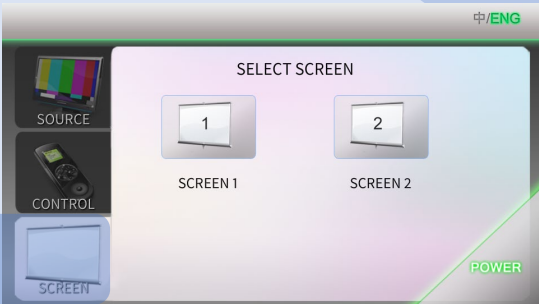 中/ENG
SELECT SCREEN
SOURCE
1
2
SCREEN 1
SCREEN 2
CONTROL
SCREEN
POWER